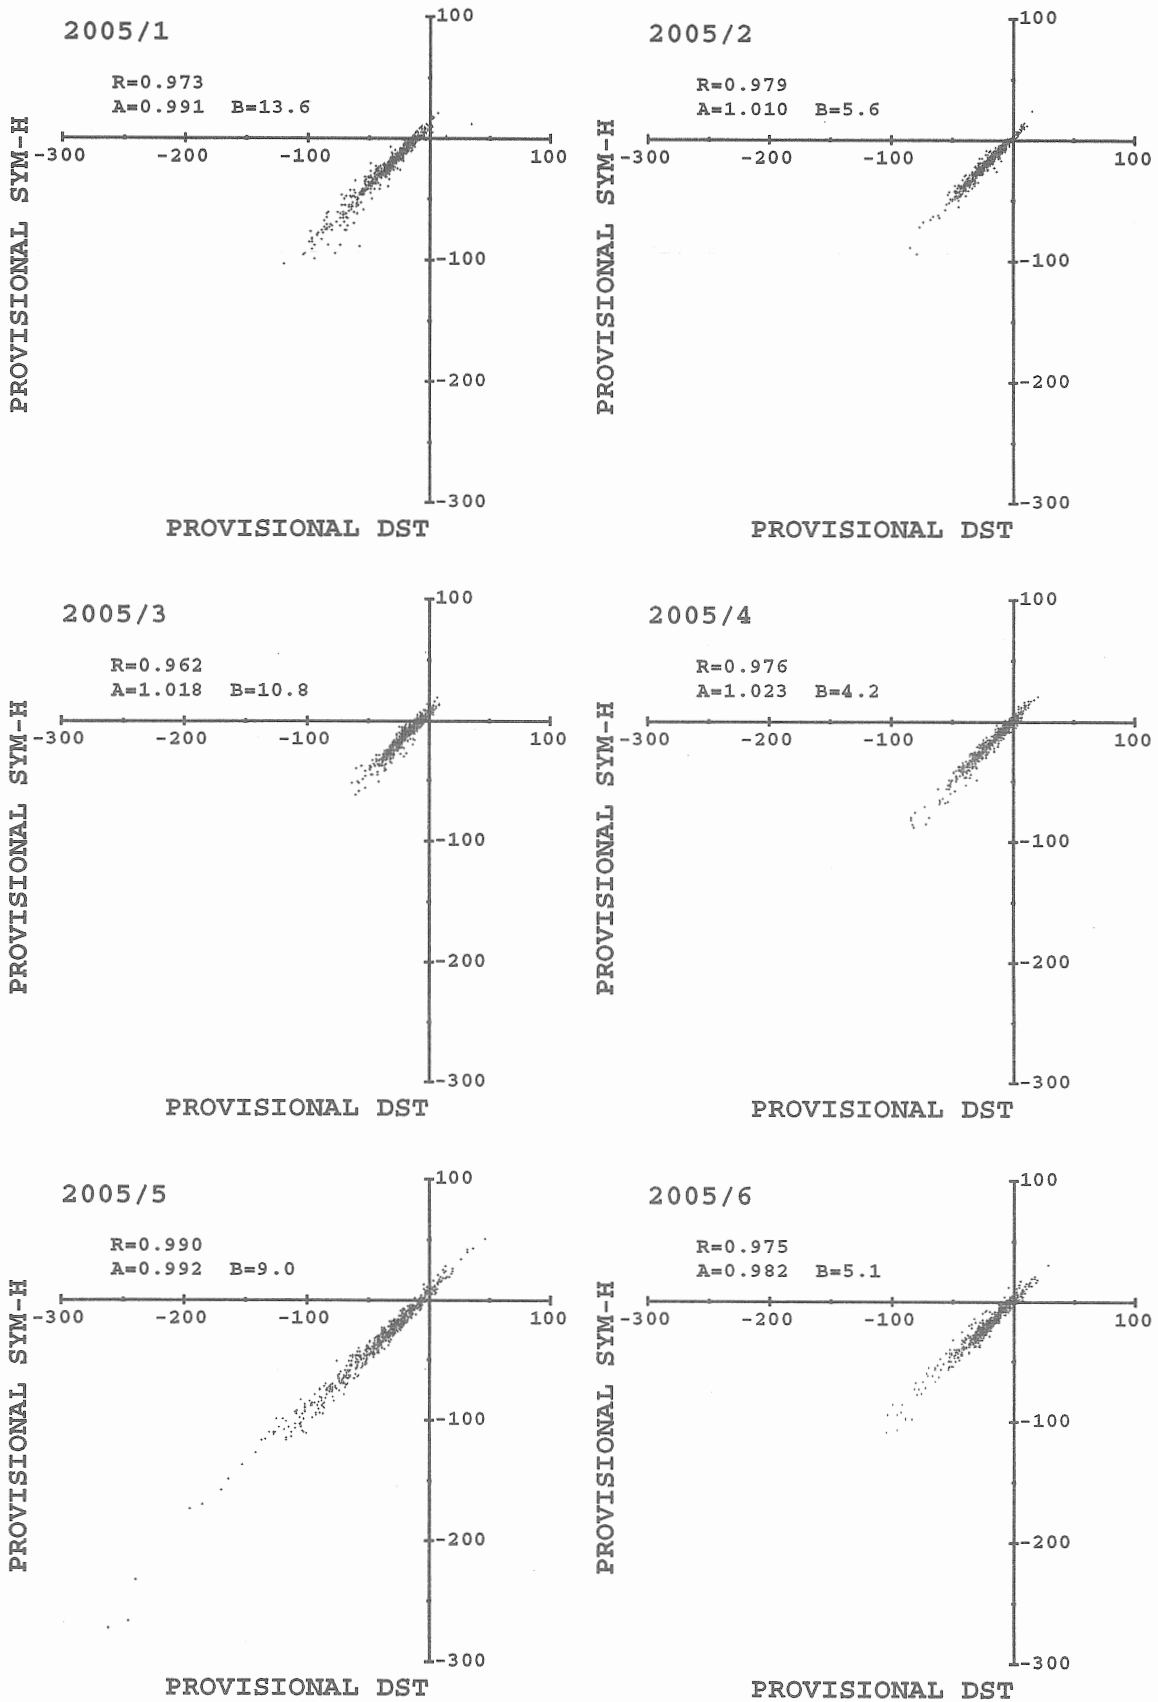 2005/1
R=0.973
A=0.991 B=13.6
100
-300 -200 -100 100
-100
-200
-300
PROVISIONAL SYM-H
PROVISIONAL DST
2005/2
R=0.979
A=1.010 B=5.6
100
-300 -200 -100 100
-100
-200
-300
PROVISIONAL SYM-H
PROVISIONAL DST
2005/3
R=0.962
A=1.018 B=10.8
100
-300 -200 -100 100
-100
-200
-300
PROVISIONAL SYM-H
PROVISIONAL DST
2005/4
R=0.976
A=1.023 B=4.2
100
-300 -200 -100 100
-100
-200
-300
PROVISIONAL SYM-H
PROVISIONAL DST
2005/5
R=0.990
A=0.992 B=9.0
100
-300 -200 -100 100
-100
-200
-300
PROVISIONAL SYM-H
PROVISIONAL DST
2005/6
R=0.975
A=0.982 B=5.1
100
-300 -200 -100 100
-100
-200
-300
PROVISIONAL SYM-H
PROVISIONAL DST